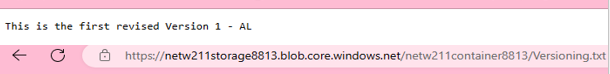 This is the first revised Version 1 - AL
https://netw211storage8813.blob.core.windows.net/netw211container8813/Versioning.txt